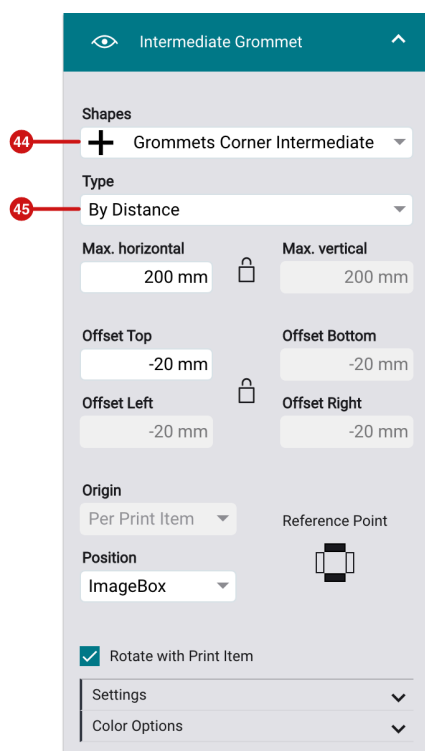 Intermediate Grommet
Shapes
44
Grommets Corner Intermediate
Type
45
By Distance
Max. horizontal
Max. vertical
200 mm
200 mm
Offset Top
Offset Bottom
-20 mm
-20 mm
Offset Left
Offset Right
-20 mm
-20 mm
Origin
Per Print Item
Reference Point
Position
ImageBox
Rotate with Print Item
Settings
Color Options